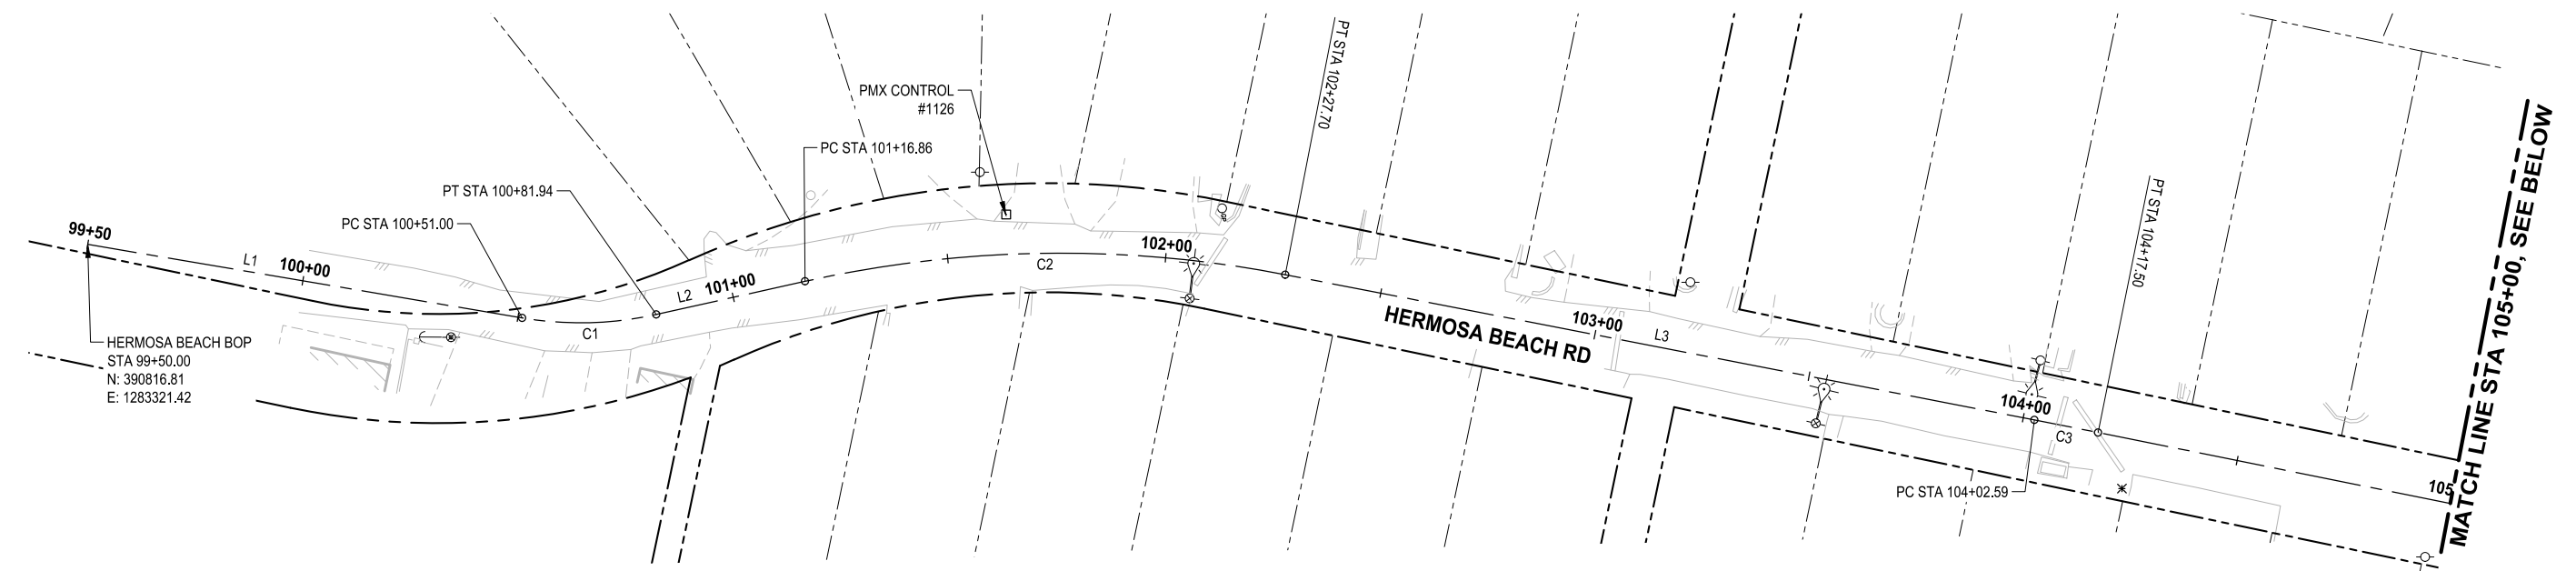 99+50
L1
100+00
HERMOSA BEACH BOP
STA 99+50.00
N: 390816.81
E: 1283321.42
PC STA 100+51.00
C1
PT STA 100+81.94
L2
101+00
PC STA 101+16.86
PMX CONTROL
#1126
C2
102+00
GP
PT STA 102+27.70
HERMOSA BEACH RD
103+00
L3
104+00
PC STA 104+02.59
C3
PT STA 104+17.50
105
MATCH LINE STA 105+00, SEE BELOW